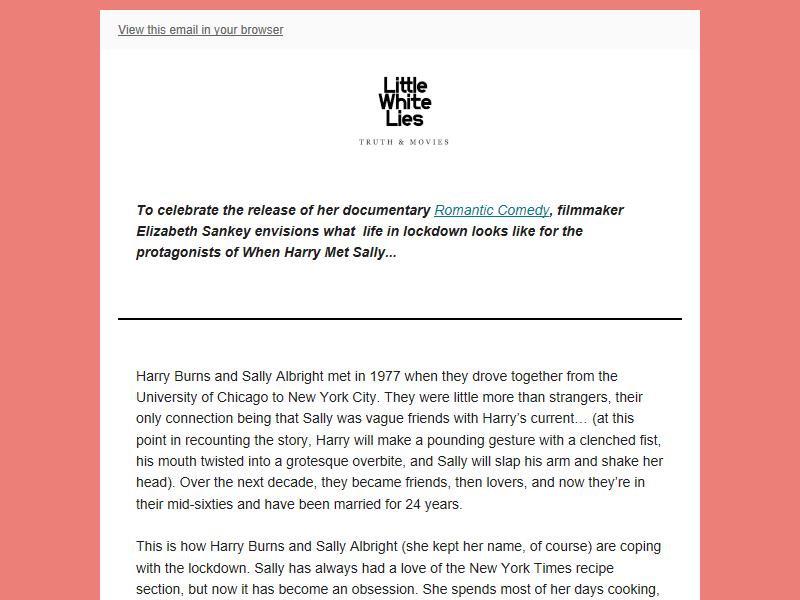 View this email in your browser
Little
White
Lies
TRUTH & MOVIES
To celebrate the release of her documentary Romantic Comedy, filmmaker
Elizabeth Sankey envisions what  life in lockdown looks like for the
protagonists of When Harry Met Sally...
Harry Burns and Sally Albright met in 1977 when they drove together from the
University of Chicago to New York City. They were little more than strangers, their
only connection being that Sally was vague friends with Harry’s current… (at this
point in recounting the story, Harry will make a pounding gesture with a clenched fist,
his mouth twisted into a grotesque overbite, and Sally will slap his arm and shake her
head). Over the next decade, they became friends, then lovers, and now they’re in
their mid-sixties and have been married for 24 years.
This is how Harry Burns and Sally Albright (she kept her name, of course) are coping
with the lockdown. Sally has always had a love of the New York Times recipe
section, but now it has become an obsession. She spends most of her days cooking,